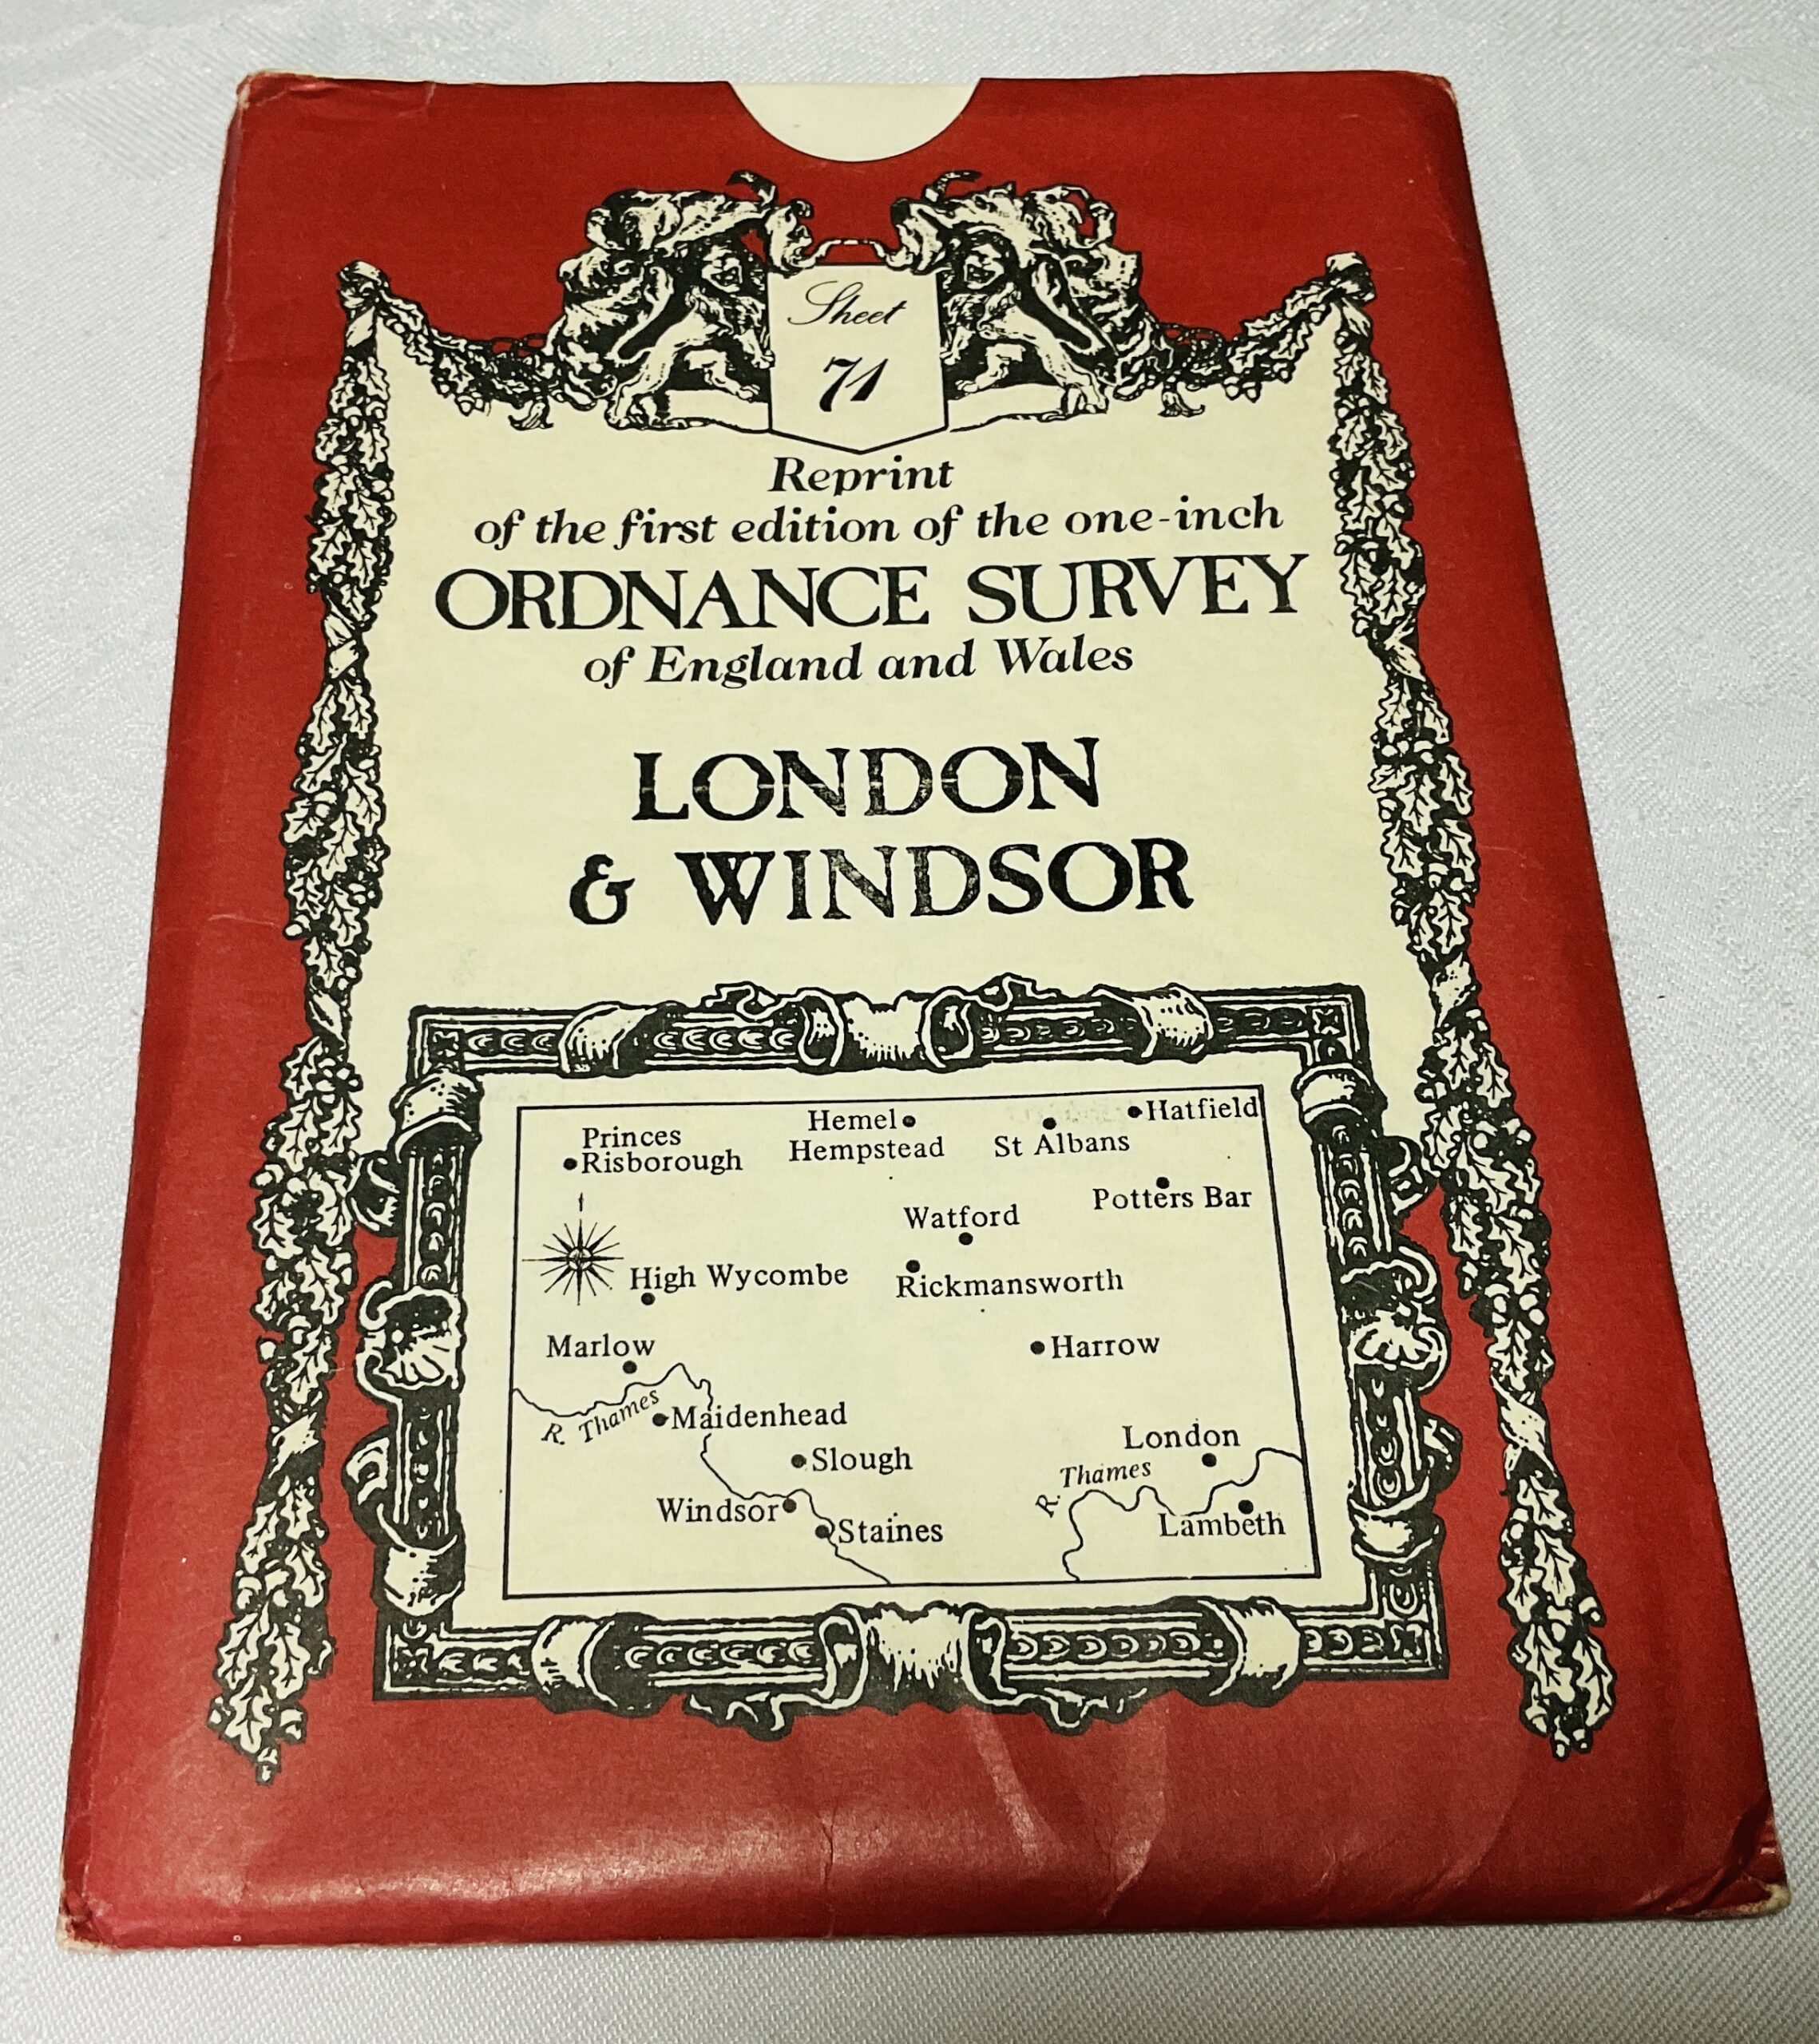 Sheet
71
Reprint
of the first edition of the one-inch
ORDNANCE SURVEY
of England and Wales
LONDON
& WINDSOR
Hemel
Hempstead
St Albans
Hatfield
Princes
Risborough
Potters Bar
Watford
High Wycombe
Rickmansworth
Marlow
Harrow
R. Thames
Maidenhead
Slough
London
R. Thames
Windsor
Staines
Lambeth